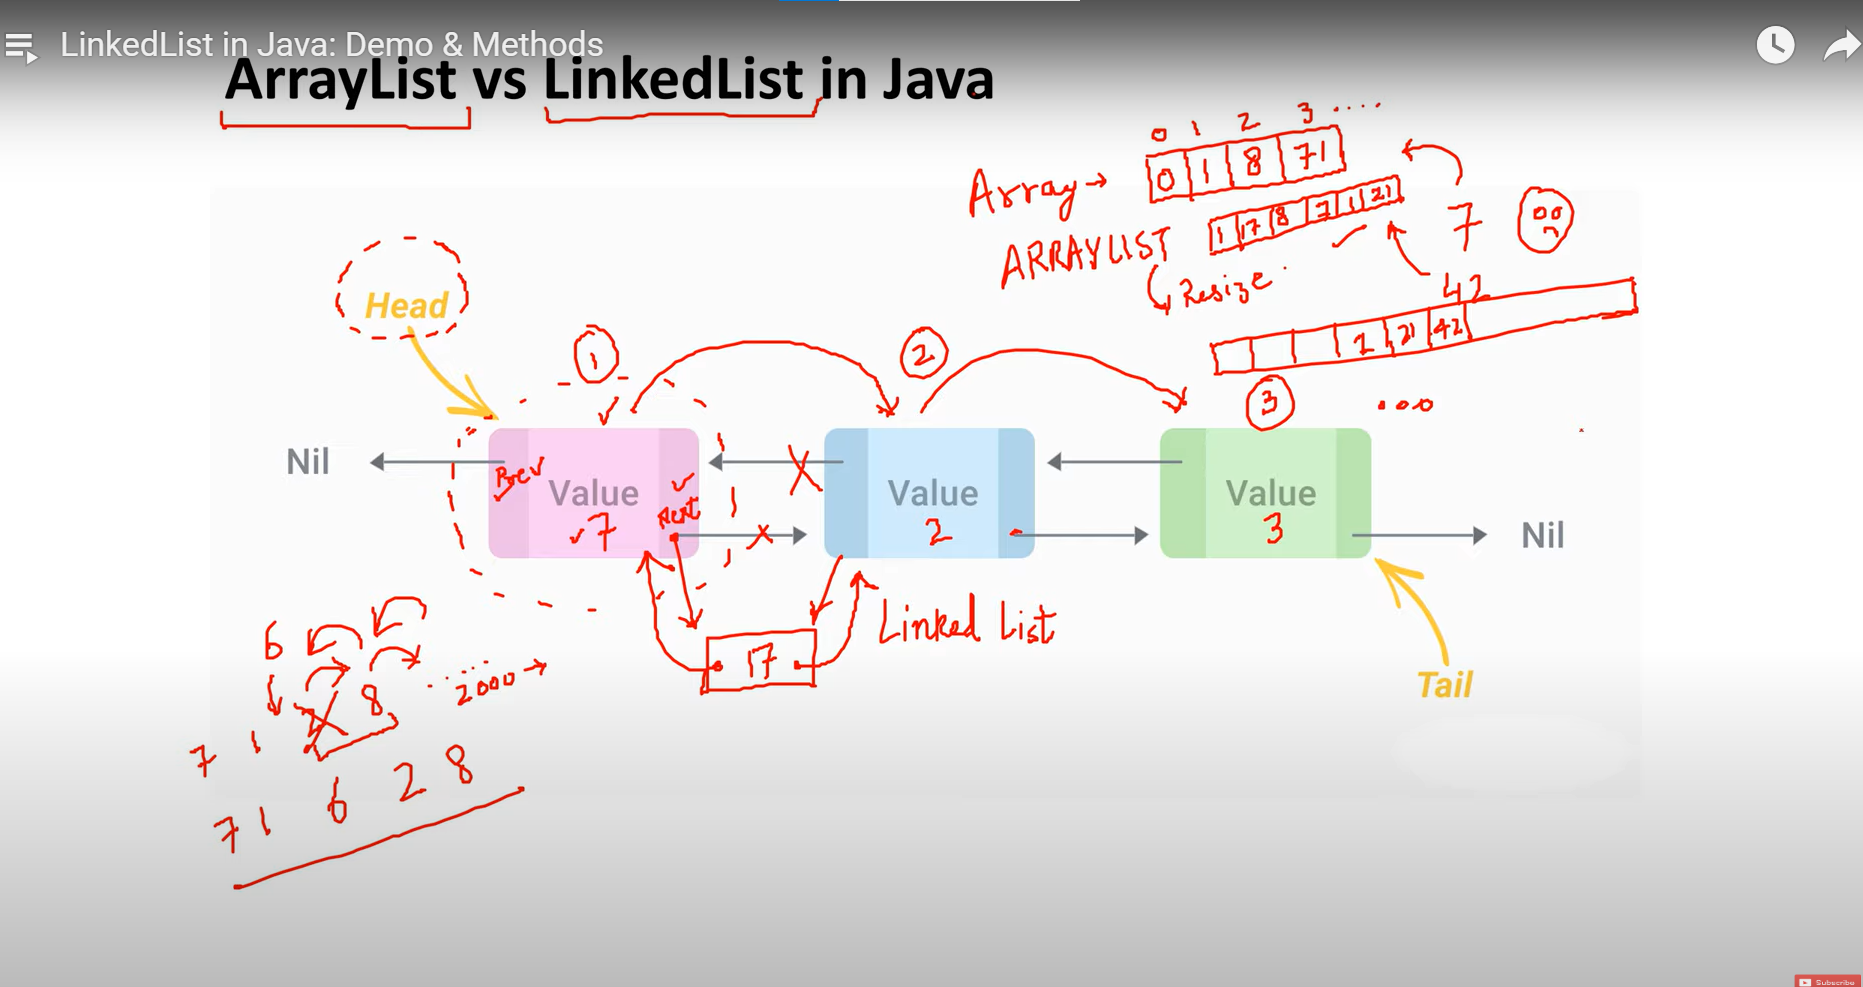 LinkedList in Java: Demo & Methods
ArrayList vs LinkedList in Java
0 1 2 3 ....
Array → 0 1 8 71
ARRAYLIST 1 17 8 7 1 21
7
Resize
42
1 21 42
Head
1 2 3 ...
Nil
Prev
Value
7
Next
Value
2
Value
3
Nil
17
Linked List
Tail
6
8
2000
7 1
7 1 6 2 8
Subscribe